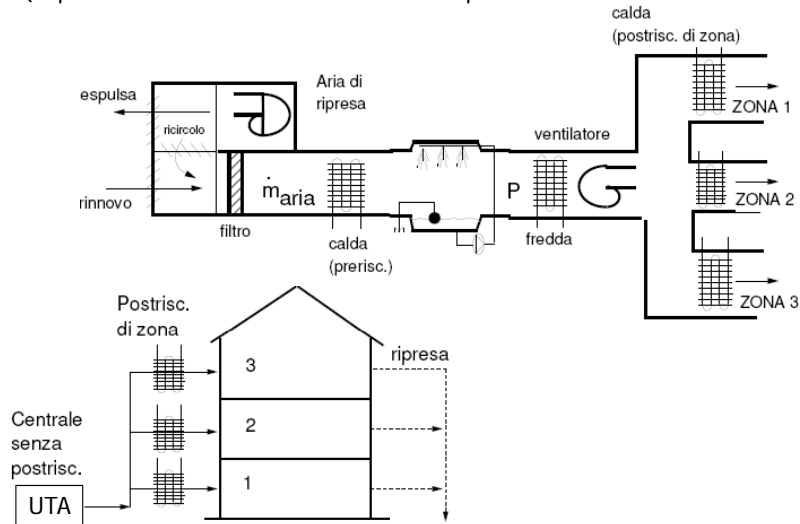 calda
(postrisc. di zona)
espulsa
Aria di
ripresa
ricircolo
ventilatore
ZONA 1
rinnovo
ṁaria
P
ZONA 2
filtro
calda
(prerisc.)
fredda
ZONA 3
Postrisc.
di zona
ripresa
3
2
1
Centrale
senza
postrisc.
UTA